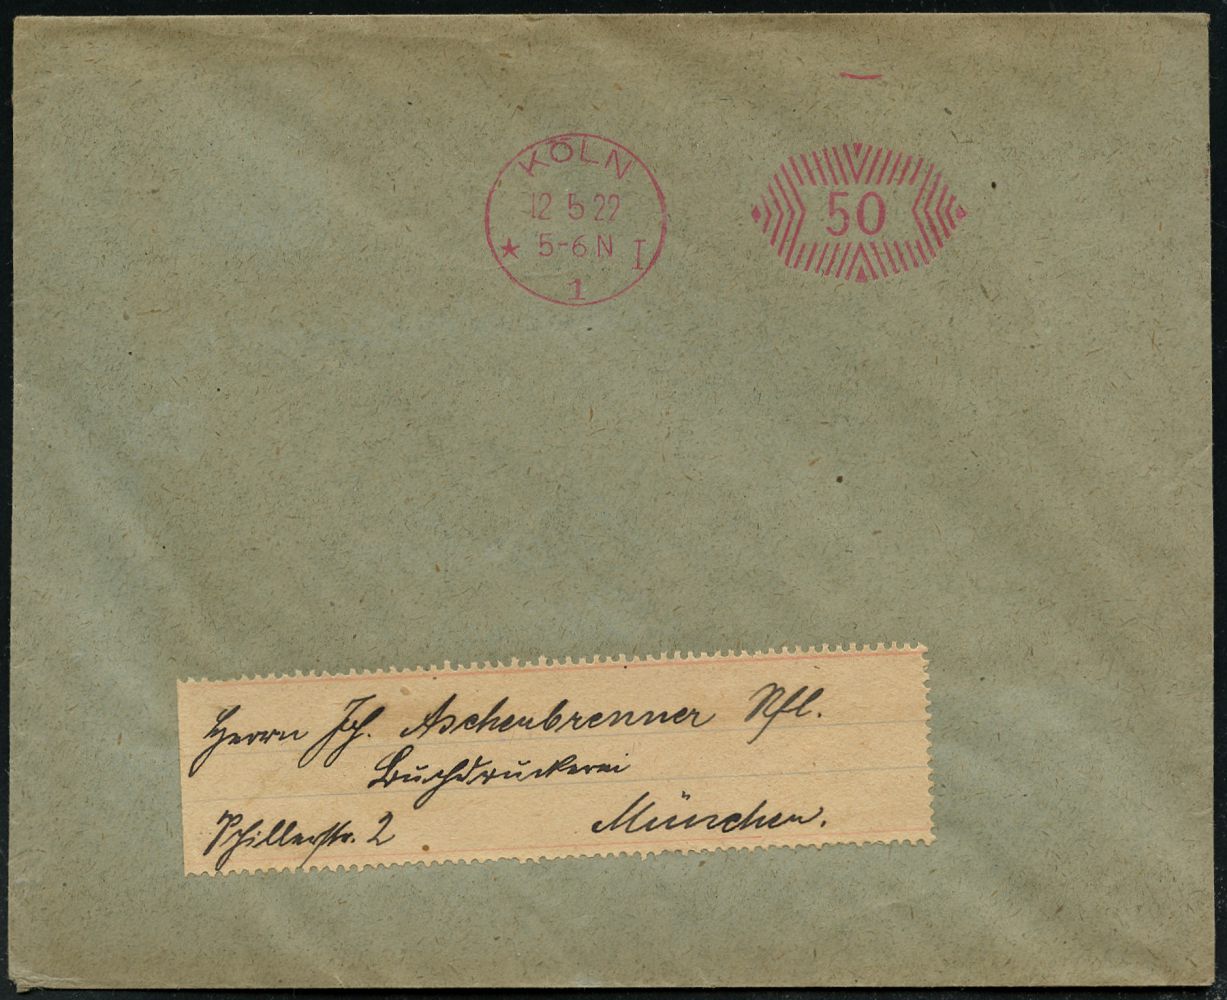 KÖLN
12 5 22
★ 5-6 N I
1
50
Herrn Jos. Aschenbrenner Nfl.
Buchdruckerei
Schillerstr. 2 München.